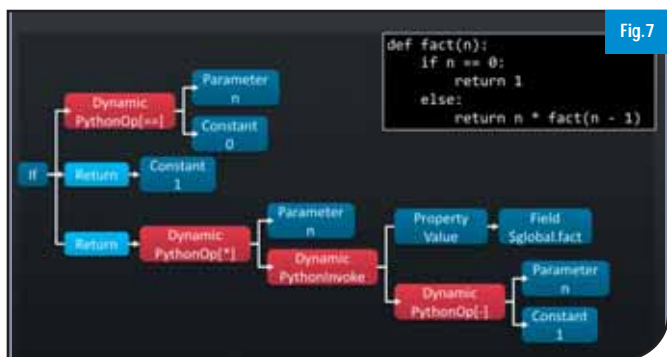 Fig.7
def fact(n):
if n == 0:
return 1
else:
return n * fact(n - 1)
Parameter
n
Dynamic
PythonOp[==]
Constant
0
If
Return
Constant
1
Parameter
n
Property
Value
Field
$global.fact
Return
Dynamic
PythonOp[*]
Dynamic
PythonInvoke
Parameter
n
Dynamic
PythonOp[-]
Constant
1